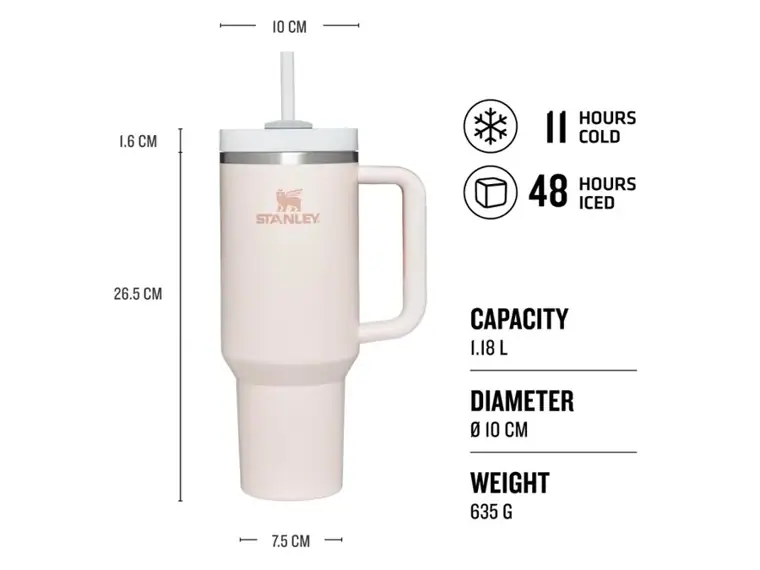 10 CM
1.6 CM
26.5 CM
STANLEY
7.5 CM
11 HOURS
COLD
48 HOURS
ICED
CAPACITY
1.18 L
DIAMETER
Ø 10 CM
WEIGHT
635 G